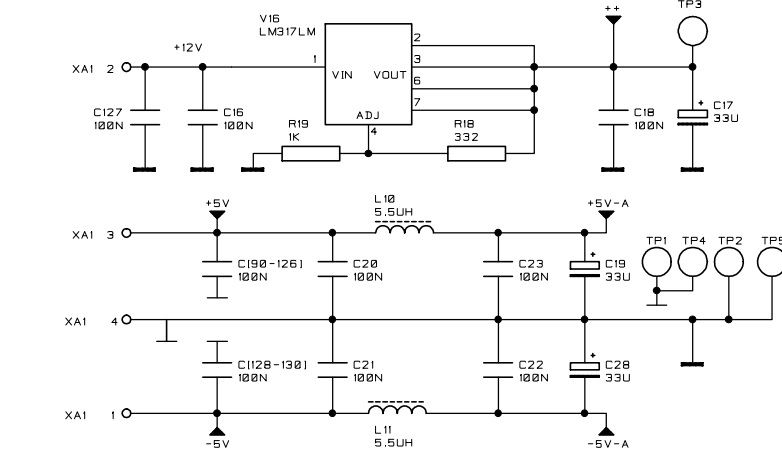 TP3
++
V16
LM317LM
+12V
XA1 2
1
VIN VOUT
2
3
6
7
ADJ
4
C127
100N
C16
100N
R19
1K
R18
332
C18
100N
+
C17
33U
+5V
L10
5.5UH
+5V-A
XA1 3
TP1 TP4 TP2 TP5
C(90-126)
100N
C20
100N
C23
100N
+
C19
33U
XA1 4
C(128-130)
100N
C21
100N
C22
100N
+
C28
33U
XA1 1
-5V
L11
5.5UH
-5V-A